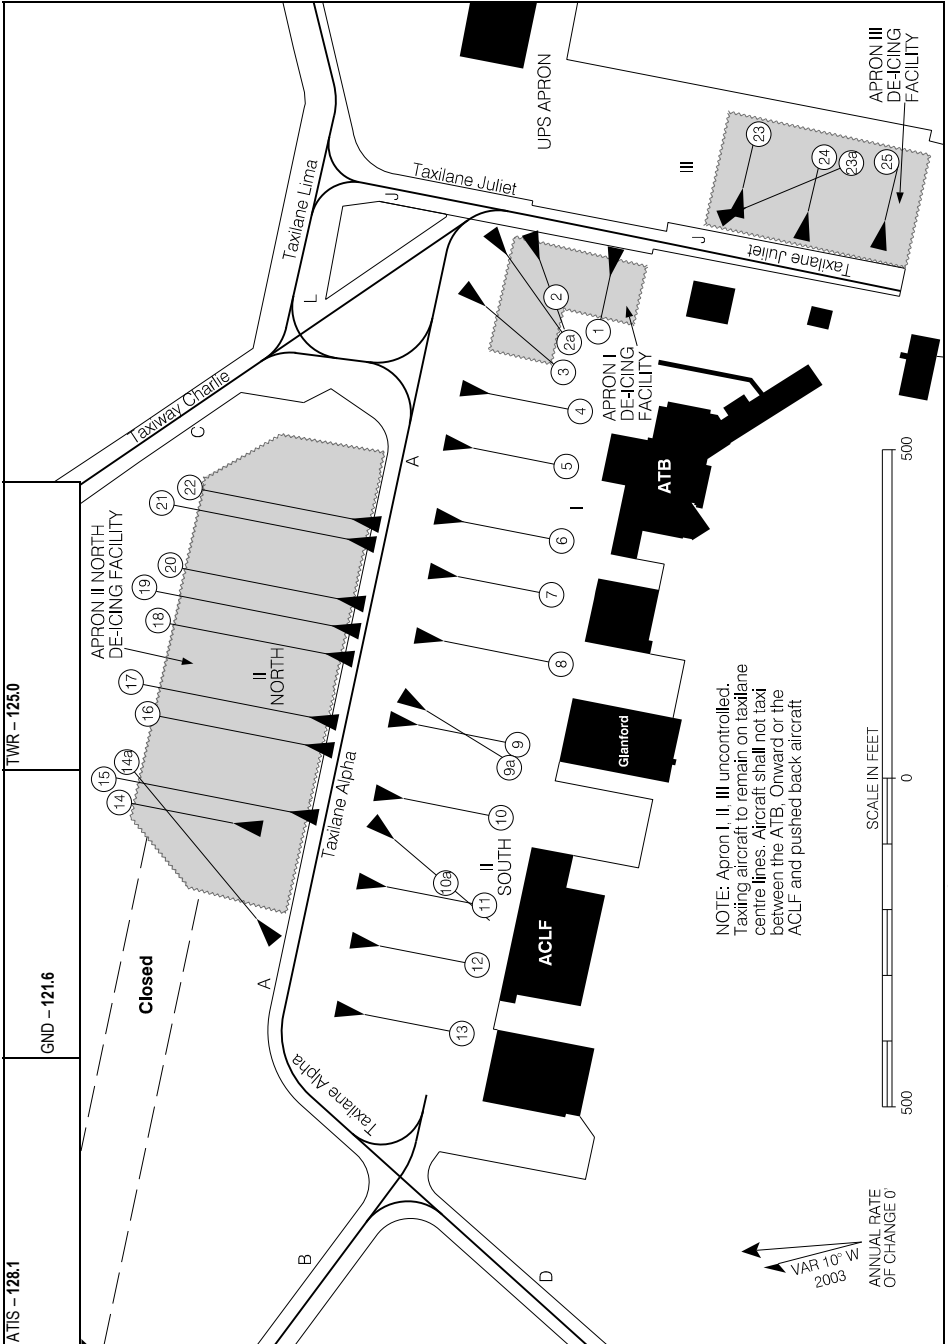 ATIS – 128.1
GND – 121.6
TWR – 125.0
Closed
APRON II NORTH
DE-ICING FACILITY
14
15
14a
16
17
18
19
20
21
22
II
NORTH
Taxiway Charlie
C
Taxilane Lima
L
Taxilane Juliet
J
J
Taxilane Juliet
UPS APRON
III
23
24
23a
25
APRON III
DE-ICING
FACILITY
A
Taxilane Alpha
A
Taxilane Alpha
B
D
13
12
11
10a
10
9a
9
8
7
6
5
4
3
2a
2
1
I
II
SOUTH
APRON I
DE-ICING
FACILITY
ACLF
Glanford
ATB
NOTE: Apron I, II, III uncontrolled.
Taxiing aircraft to remain on taxilane
centre lines. Aircraft shall not taxi
between the ATB, Onward or the
ACLF and pushed back aircraft
SCALE IN FEET
500
0
500
VAR 10° W
2003
ANNUAL RATE
OF CHANGE 0'